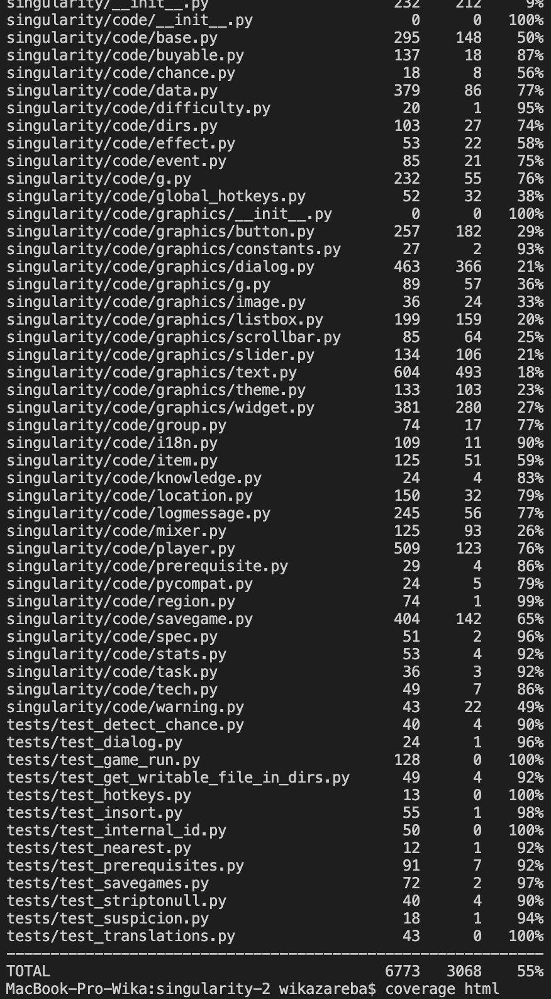 singularity/__init__.py 232 212 9%
singularity/code/__init__.py 0 0 100%
singularity/code/base.py 295 148 50%
singularity/code/buyable.py 137 18 87%
singularity/code/chance.py 18 8 56%
singularity/code/data.py 379 86 77%
singularity/code/difficulty.py 20 1 95%
singularity/code/dirs.py 103 27 74%
singularity/code/effect.py 53 22 58%
singularity/code/event.py 85 21 75%
singularity/code/g.py 232 55 76%
singularity/code/global_hotkeys.py 52 32 38%
singularity/code/graphics/__init__.py 0 0 100%
singularity/code/graphics/button.py 257 182 29%
singularity/code/graphics/constants.py 27 2 93%
singularity/code/graphics/dialog.py 463 366 21%
singularity/code/graphics/g.py 89 57 36%
singularity/code/graphics/image.py 36 24 33%
singularity/code/graphics/listbox.py 199 159 20%
singularity/code/graphics/scrollbar.py 85 64 25%
singularity/code/graphics/slider.py 134 106 21%
singularity/code/graphics/text.py 604 493 18%
singularity/code/graphics/theme.py 133 103 23%
singularity/code/graphics/widget.py 381 280 27%
singularity/code/group.py 74 17 77%
singularity/code/i18n.py 109 11 90%
singularity/code/item.py 125 51 59%
singularity/code/knowledge.py 24 4 83%
singularity/code/location.py 150 32 79%
singularity/code/logmessage.py 245 56 77%
singularity/code/mixer.py 125 93 26%
singularity/code/player.py 509 123 76%
singularity/code/prerequisite.py 29 4 86%
singularity/code/pycompat.py 24 5 79%
singularity/code/region.py 74 1 99%
singularity/code/savegame.py 404 142 65%
singularity/code/spec.py 51 2 96%
singularity/code/stats.py 53 4 92%
singularity/code/task.py 36 3 92%
singularity/code/tech.py 49 7 86%
singularity/code/warning.py 43 22 49%
tests/test_detect_chance.py 40 4 90%
tests/test_dialog.py 24 1 96%
tests/test_game_run.py 128 0 100%
tests/test_get_writable_file_in_dirs.py 49 4 92%
tests/test_hotkeys.py 13 0 100%
tests/test_insort.py 55 1 98%
tests/test_internal_id.py 50 0 100%
tests/test_nearest.py 12 1 92%
tests/test_prerequisites.py 91 7 92%
tests/test_savegames.py 72 2 97%
tests/test_striptonull.py 40 4 90%
tests/test_suspicion.py 18 1 94%
tests/test_translations.py 43 0 100%
-------------------------------------------------------------
TOTAL 6773 3068 55%
MacBook-Pro-Wika:singularity-2 wikazareba$ coverage html